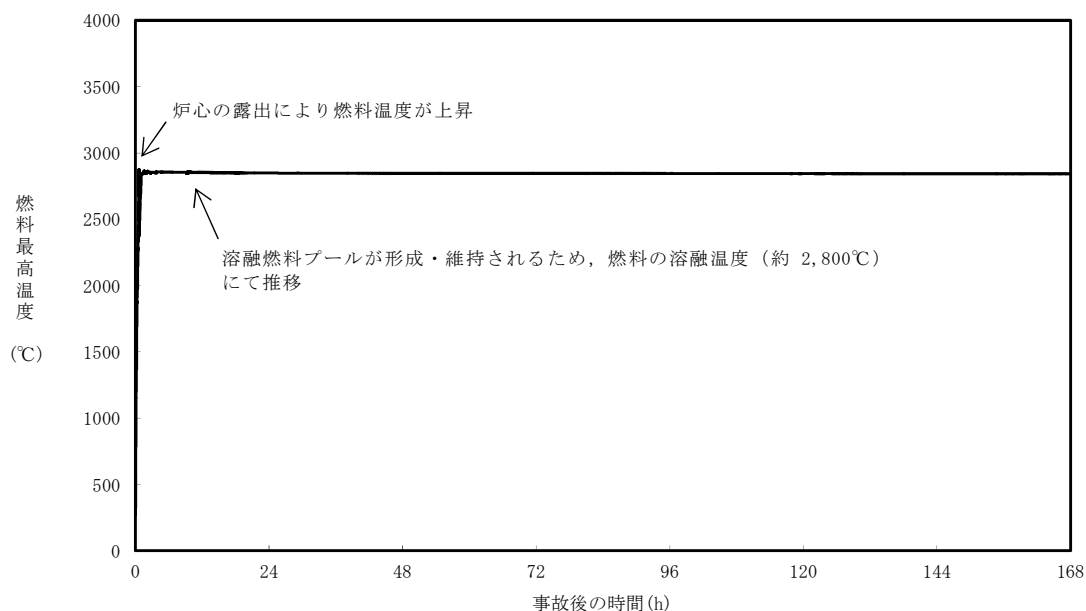 4000
3500
3000
2500
2000
1500
1000
500
0
燃料最高温度
(℃)
炉心の露出により燃料温度が上昇
溶融燃料プールが形成・維持されるため，燃料の溶融温度（約 2,800℃）
にて推移
0 24 48 72 96 120 144 168
事故後の時間(h)